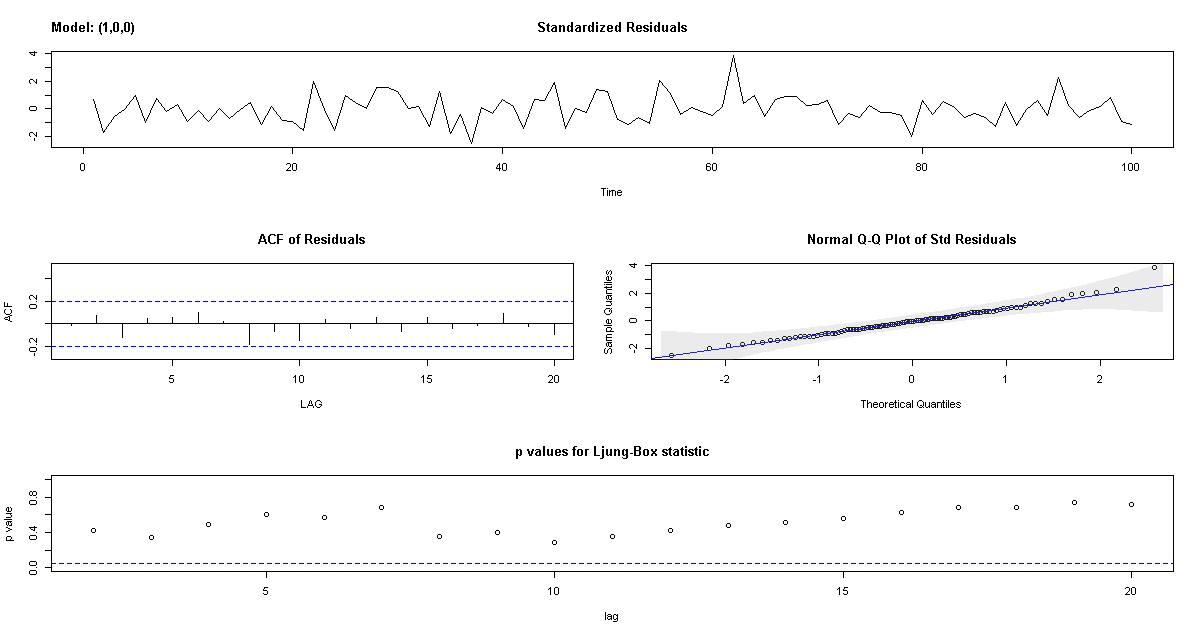 Model: (1,0,0)
Standardized Residuals
4
2
0
-2
0 20 40 60 80 100
Time
ACF of Residuals
ACF
0.2
-0.2
5 10 15 20
LAG
Normal Q-Q Plot of Std Residuals
Sample Quantiles
4
2
0
-2
-2 -1 0 1 2
Theoretical Quantiles
p values for Ljung-Box statistic
p value
0.8
0.4
0.0
5 10 15 20
lag